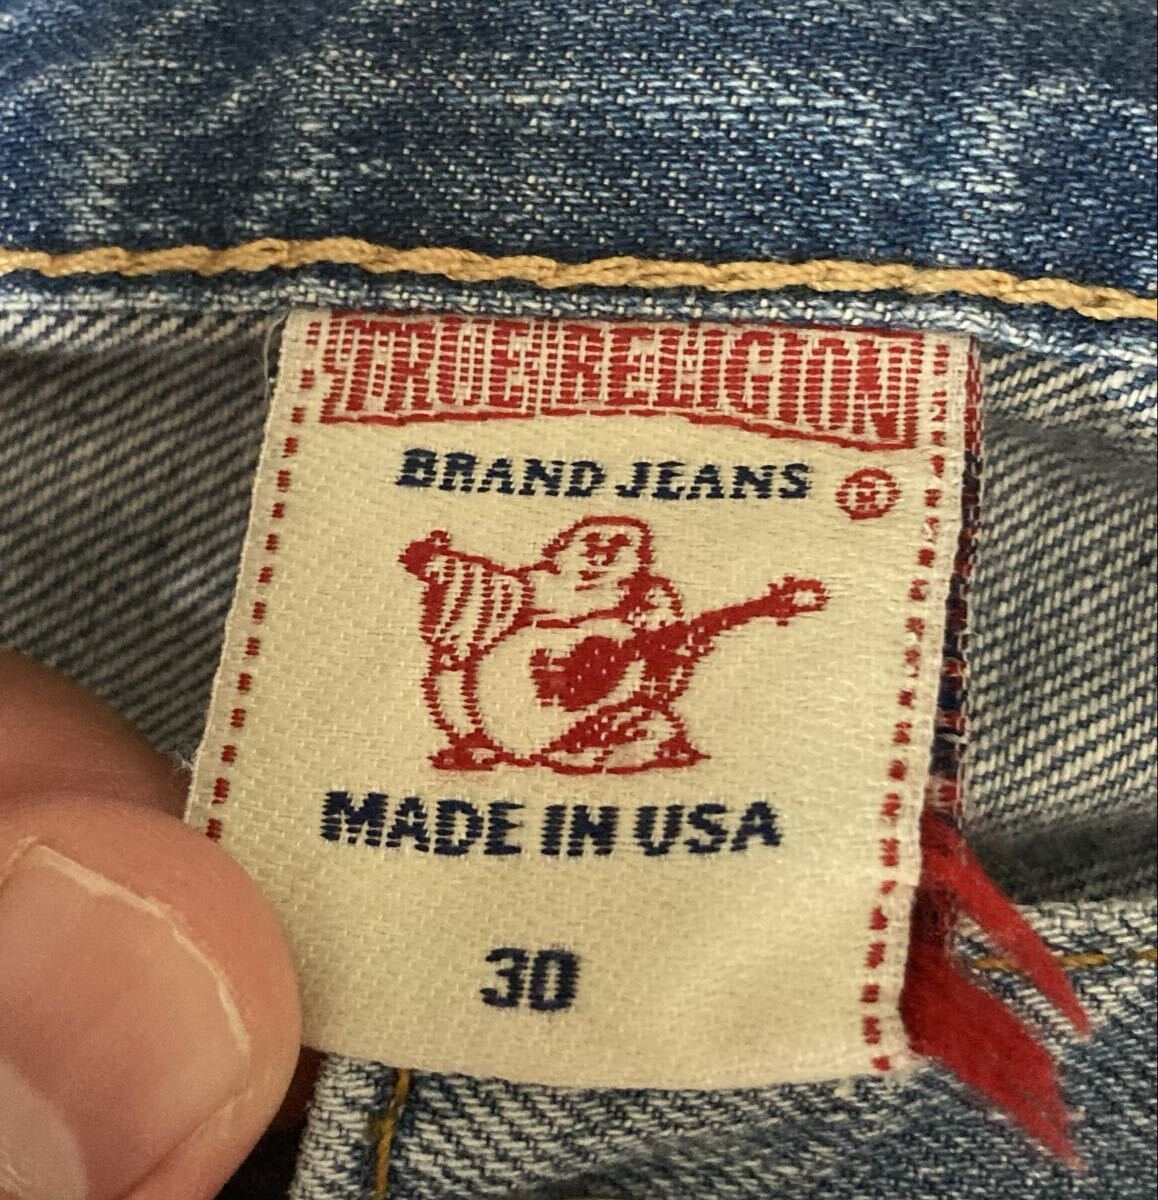 TRUE RELIGION
BRAND JEANS ®
MADE IN USA
30